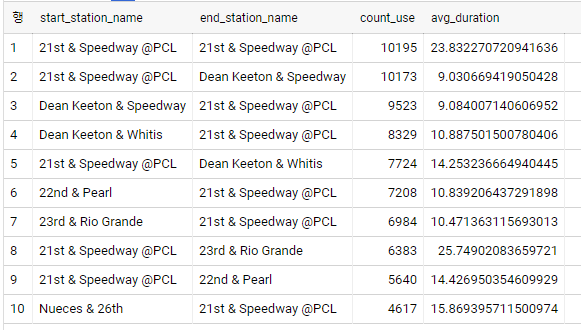 행 start_station_name end_station_name count_use avg_duration
1 21st & Speedway @PCL 21st & Speedway @PCL 10195 23.832270720941636
2 21st & Speedway @PCL Dean Keeton & Speedway 10173 9.030669419050428
3 Dean Keeton & Speedway 21st & Speedway @PCL 9523 9.084007140606952
4 Dean Keeton & Whitis 21st & Speedway @PCL 8329 10.887501500780406
5 21st & Speedway @PCL Dean Keeton & Whitis 7724 14.253236664940445
6 22nd & Pearl 21st & Speedway @PCL 7208 10.839206437291898
7 23rd & Rio Grande 21st & Speedway @PCL 6984 10.471363115693013
8 21st & Speedway @PCL 23rd & Rio Grande 6383 25.74902083659721
9 21st & Speedway @PCL 22nd & Pearl 5640 14.426950354609929
10 Nueces & 26th 21st & Speedway @PCL 4617 15.869395711500974